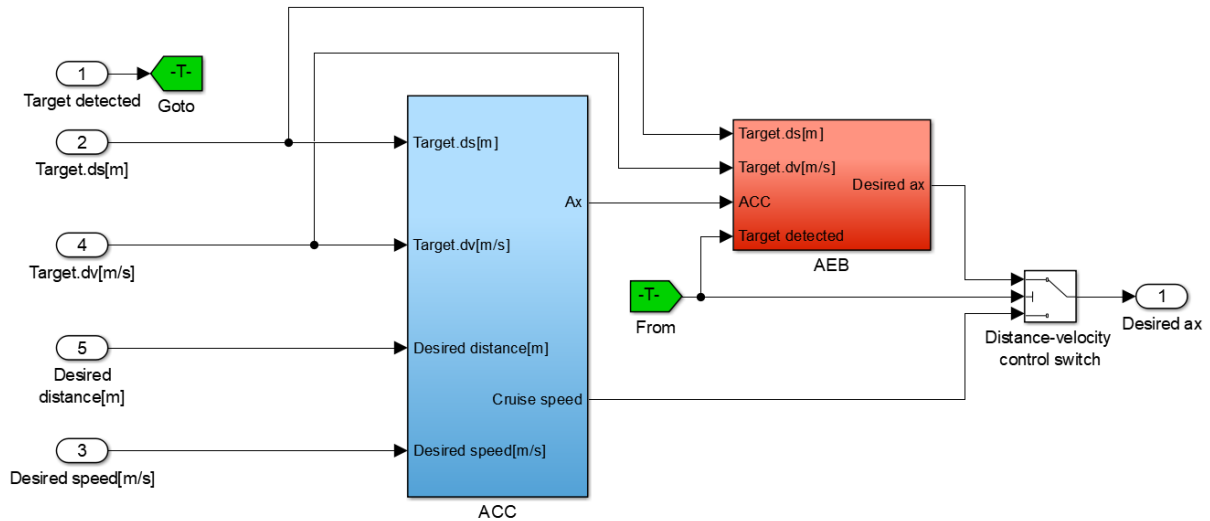 1
-T-
Target detected
Goto
2
Target.ds[m]
4
Target.dv[m/s]
5
Desired
distance[m]
3
Desired speed[m/s]
Target.ds[m]
Target.dv[m/s]
Desired distance[m]
Desired speed[m/s]
Ax
Cruise speed
ACC
Target.ds[m]
Target.dv[m/s]
ACC
Target detected
Desired ax
AEB
-T-
From
Distance-velocity
control switch
1
Desired ax